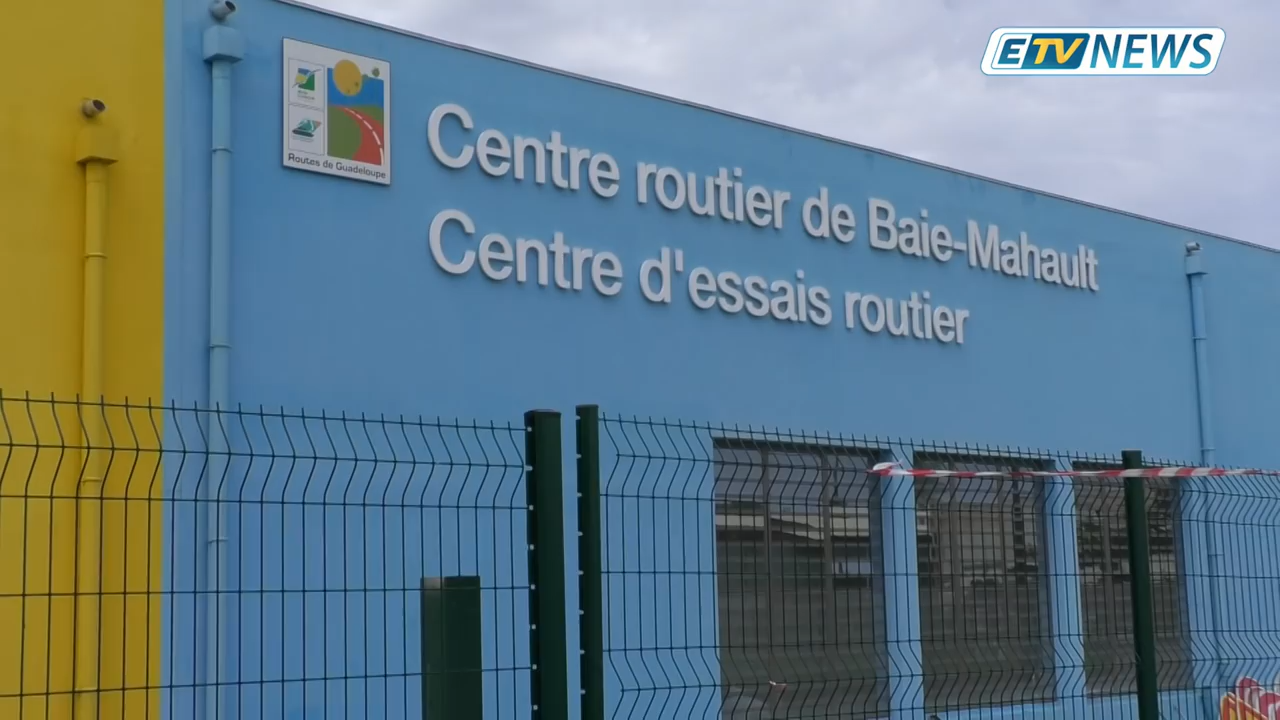 ETV NEWS
Routes de Guadeloupe
Centre routier de Baie-Mahault
Centre d'essais routier